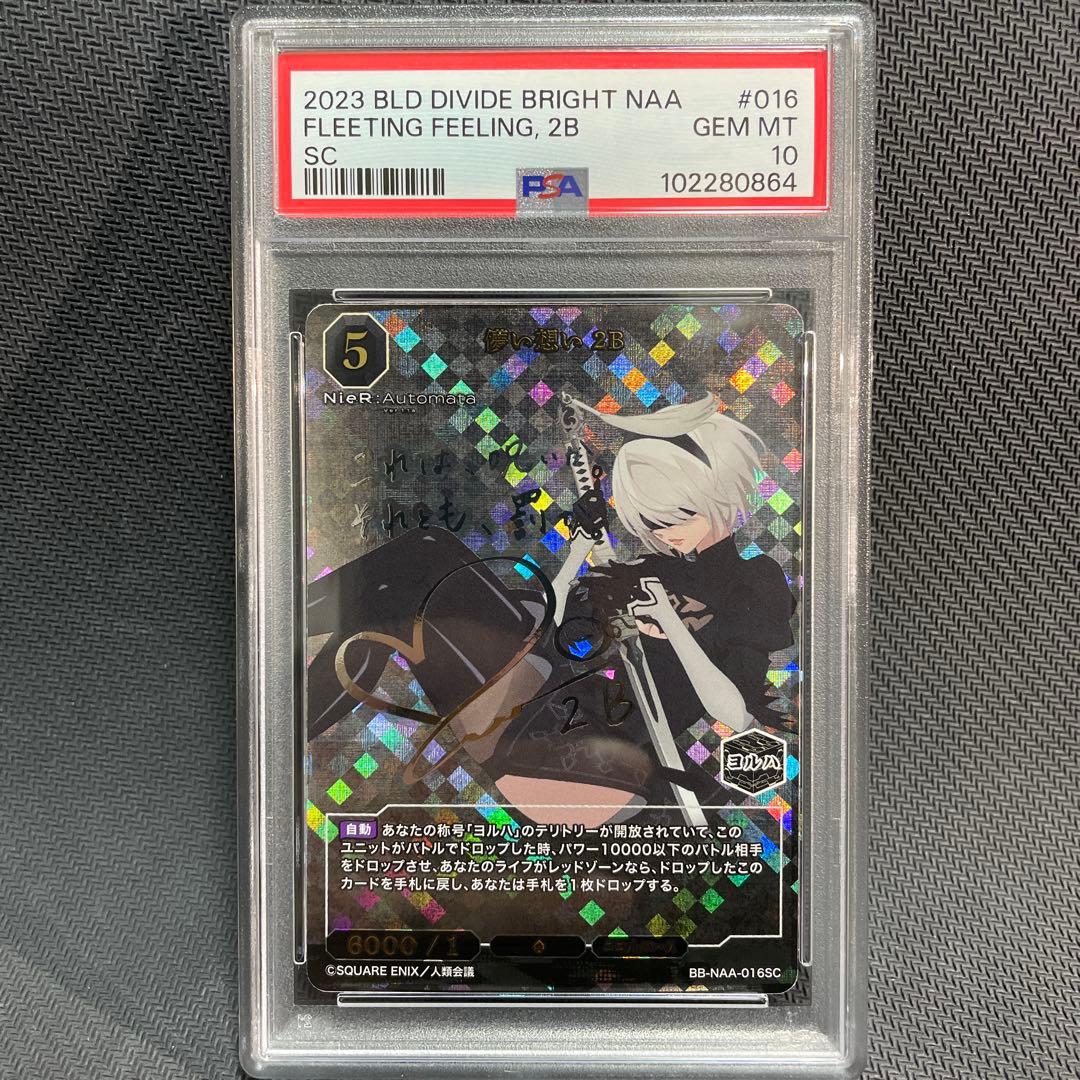 2023 BLD DIVIDE BRIGHT NAA #016
FLEETING FEELING, 2B GEM MT
SC 10
PSA 102280864
5
儚い想い 2B
NieR:Automata
Ver1.1a
それとも、罰か
2B
ヨルハ
自動 あなたの称号「ヨルハ」のテリトリーが開放されていて、この
ユニットがバトルでドロップした時、パワー10000以下のバトル相手
をドロップさせ、あなたのライフがレッドゾーンなら、ドロップしたこの
カードを手札に戻し、あなたは手札を1枚ドロップする。
6000 / 1
©SQUARE ENIX／人類会議 BB-NAA-016SC